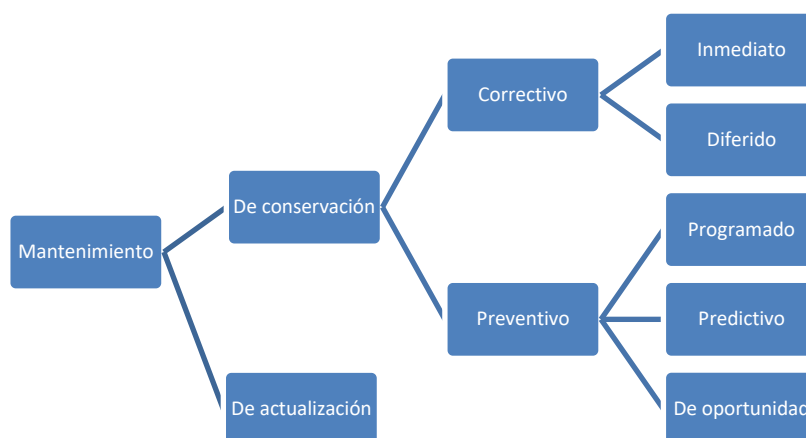 Inmediato
Correctivo
Diferido
De conservación
Programado
Mantenimiento
Preventivo
Predictivo
De actualización
De oportunidad